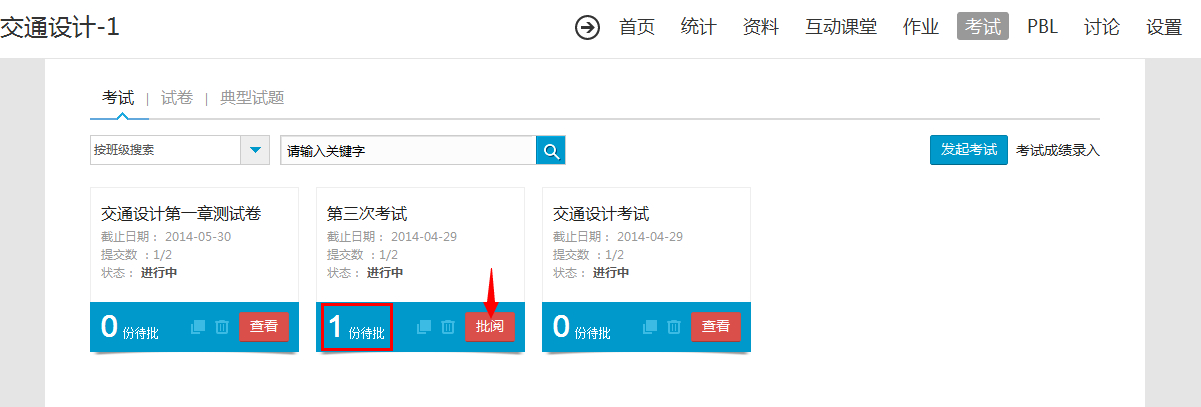 交通设计-1
首页 统计 资料 互动课堂 作业 考试 PBL 讨论 设置
考试 | 试卷 | 典型试题
按班级搜索 请输入关键字 发起考试 考试成绩录入
交通设计第一章测试卷
截止日期： 2014-05-30
提交数 ：1/2
状态： 进行中
0 份待批 查看
第三次考试
截止日期： 2014-04-29
提交数 ：1/2
状态： 进行中
1 份待批 批阅
交通设计考试
截止日期： 2014-04-29
提交数 ：1/2
状态： 进行中
0 份待批 查看